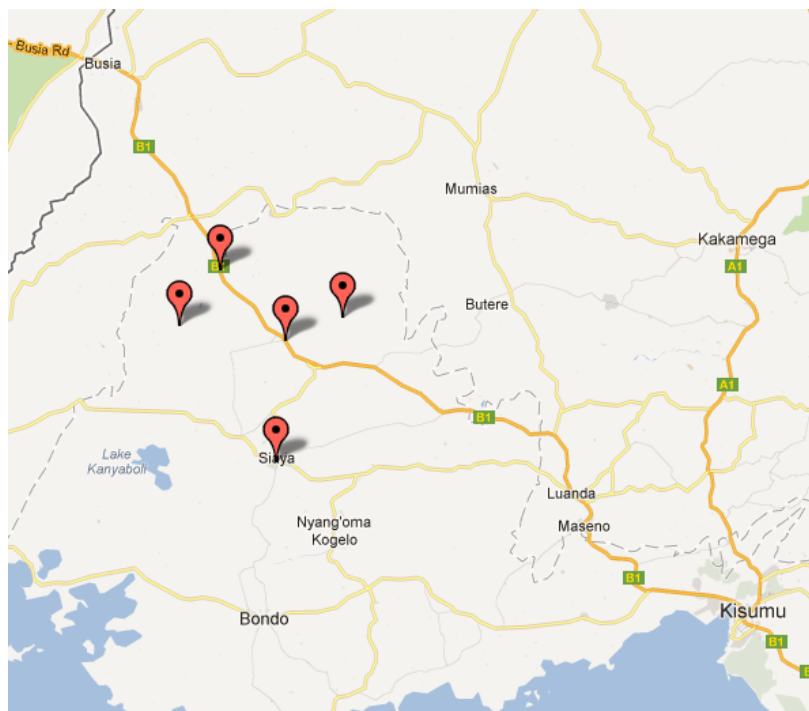 - Busia Rd
Busia
B1
Mumias
Kakamega
A1
B1
Butere
A1
B1
Lake
Kanyaboli
Siaya
Luanda
Nyang'oma
Kogelo
Maseno
B1
Bondo
Kisumu
B1
B